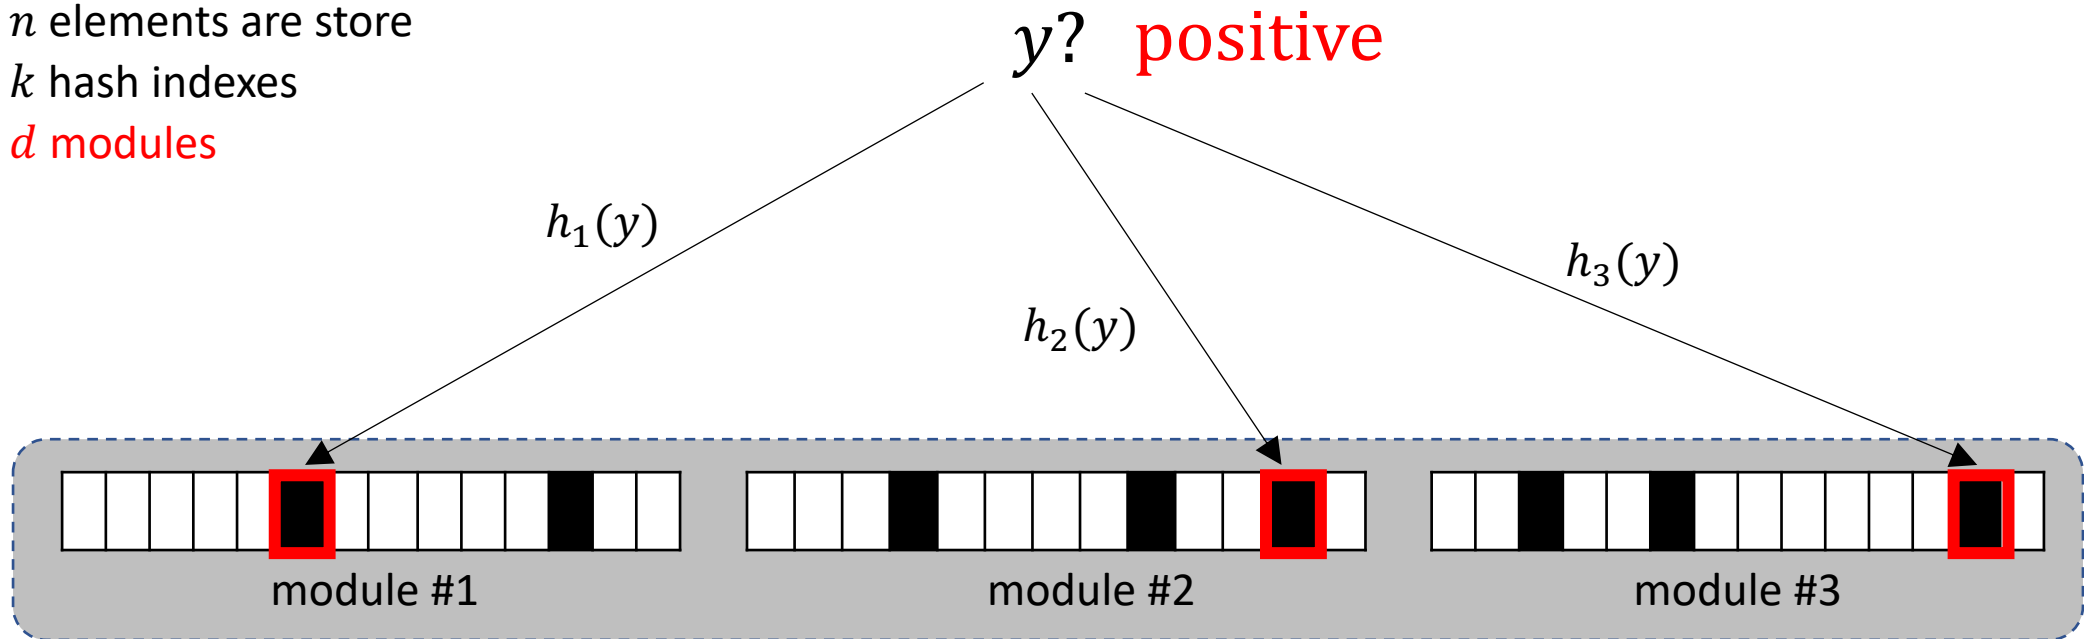 n elements are store
k hash indexes
d modules
y? positive
h₁(y)
h₂(y)
h₃(y)
module #1
module #2
module #3